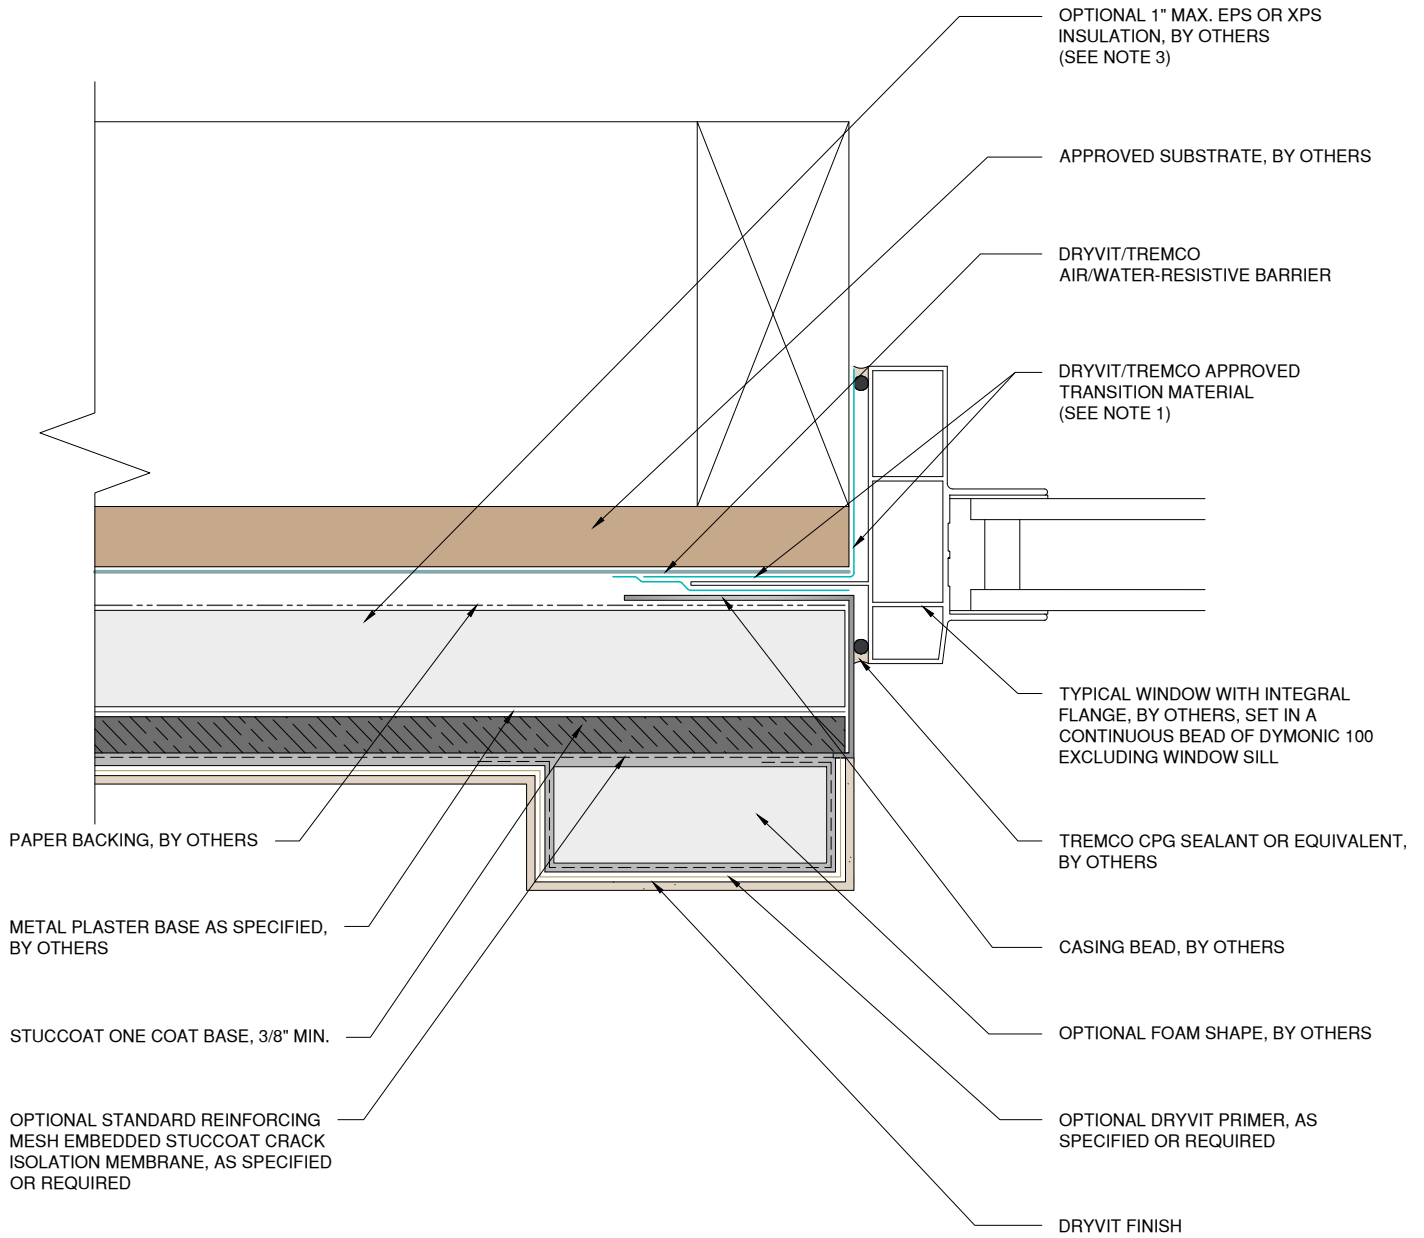 OPTIONAL 1" MAX. EPS OR XPS
INSULATION, BY OTHERS
(SEE NOTE 3)
APPROVED SUBSTRATE, BY OTHERS
DRYVIT/TREMCO
AIR/WATER-RESISTIVE BARRIER
DRYVIT/TREMCO APPROVED
TRANSITION MATERIAL
(SEE NOTE 1)
TYPICAL WINDOW WITH INTEGRAL
FLANGE, BY OTHERS, SET IN A
CONTINUOUS BEAD OF DYMONIC 100
EXCLUDING WINDOW SILL
TREMCO CPG SEALANT OR EQUIVALENT,
BY OTHERS
CASING BEAD, BY OTHERS
OPTIONAL FOAM SHAPE, BY OTHERS
OPTIONAL DRYVIT PRIMER, AS
SPECIFIED OR REQUIRED
DRYVIT FINISH
PAPER BACKING, BY OTHERS
METAL PLASTER BASE AS SPECIFIED,
BY OTHERS
STUCCOAT ONE COAT BASE, 3/8" MIN.
OPTIONAL STANDARD REINFORCING
MESH EMBEDDED STUCCOAT CRACK
ISOLATION MEMBRANE, AS SPECIFIED
OR REQUIRED